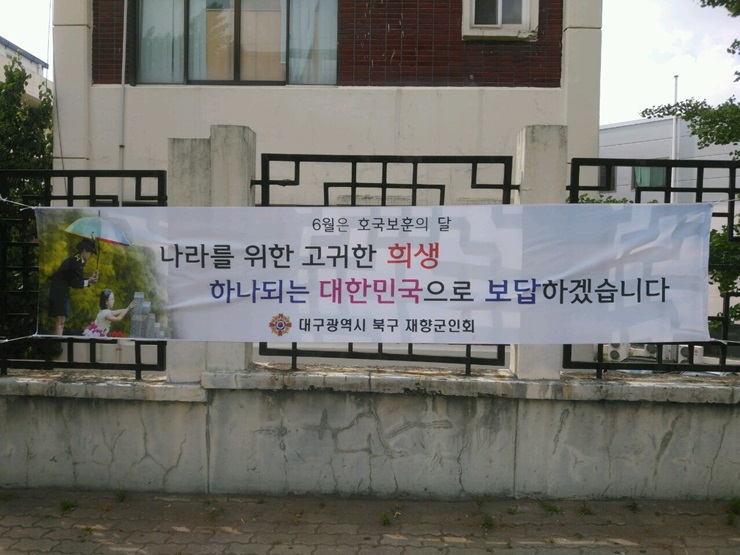 6월은 호국보훈의 달
나라를 위한 고귀한 희생
하나되는 대한민국으로 보답하겠습니다
대구광역시 북구 재향군인회